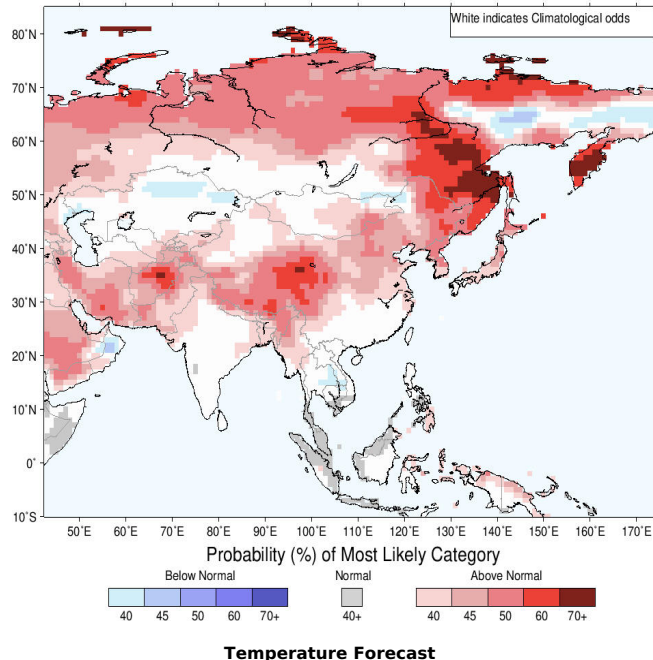 White indicates Climatological odds
80°N
70°N
60°N
50°N
40°N
30°N
20°N
10°N
0°
10°S
50°E 60°E 70°E 80°E 90°E 100°E 110°E 120°E 130°E 140°E 150°E 160°E 170°E
Probability (%) of Most Likely Category
Below Normal Normal Above Normal
40 45 50 60 70+ 40+ 40 45 50 60 70+
Temperature Forecast